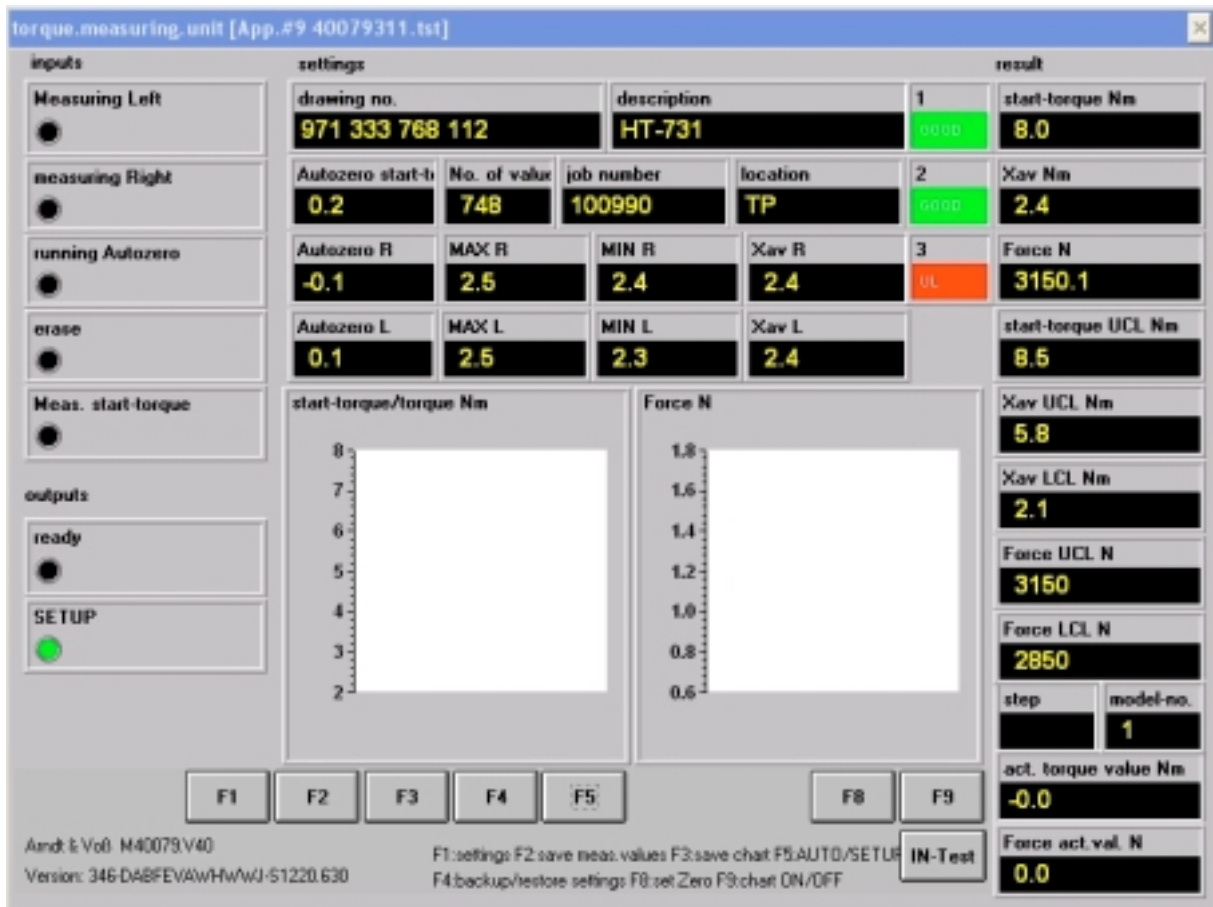 torque.measuring.unit [App.#9 40079311.tst]
inputs
settings
result
Measuring Left
drawing no.
971 333 768 112
description
HT-731
1
GOOD
start-torque Nm
8.0
measuring Right
Autozero start-t
0.2
No. of value
748
job number
100990
location
TP
2
GOOD
Xav Nm
2.4
running Autozero
Autozero R
-0.1
MAX R
2.5
MIN R
2.4
Xav R
2.4
3
UL
Force N
3150.1
erase
Autozero L
0.1
MAX L
2.5
MIN L
2.3
Xav L
2.4
start-torque UCL Nm
8.5
Meas. start-torque
start-torque/torque Nm
8
7
6
5
4
3
2
Force N
1.8
1.6
1.4
1.2
1.0
0.8
0.6
Xav UCL Nm
5.8
Xav LCL Nm
2.1
outputs
ready
SETUP
Force UCL N
3150
Force LCL N
2850
step
model-no.
1
act. torque value Nm
-0.0
Force act.val. N
0.0
F1
F2
F3
F4
F5
F8
F9
IN-Test
Arndt & Voß M40079.V40
Version: 346-DABFEVAWHWWJ-S1220.630
F1:settings F2:save meas.values F3:save chart F5:AUTO/SETUP
F4:backup/restore settings F8:set Zero F9:chart ON/OFF